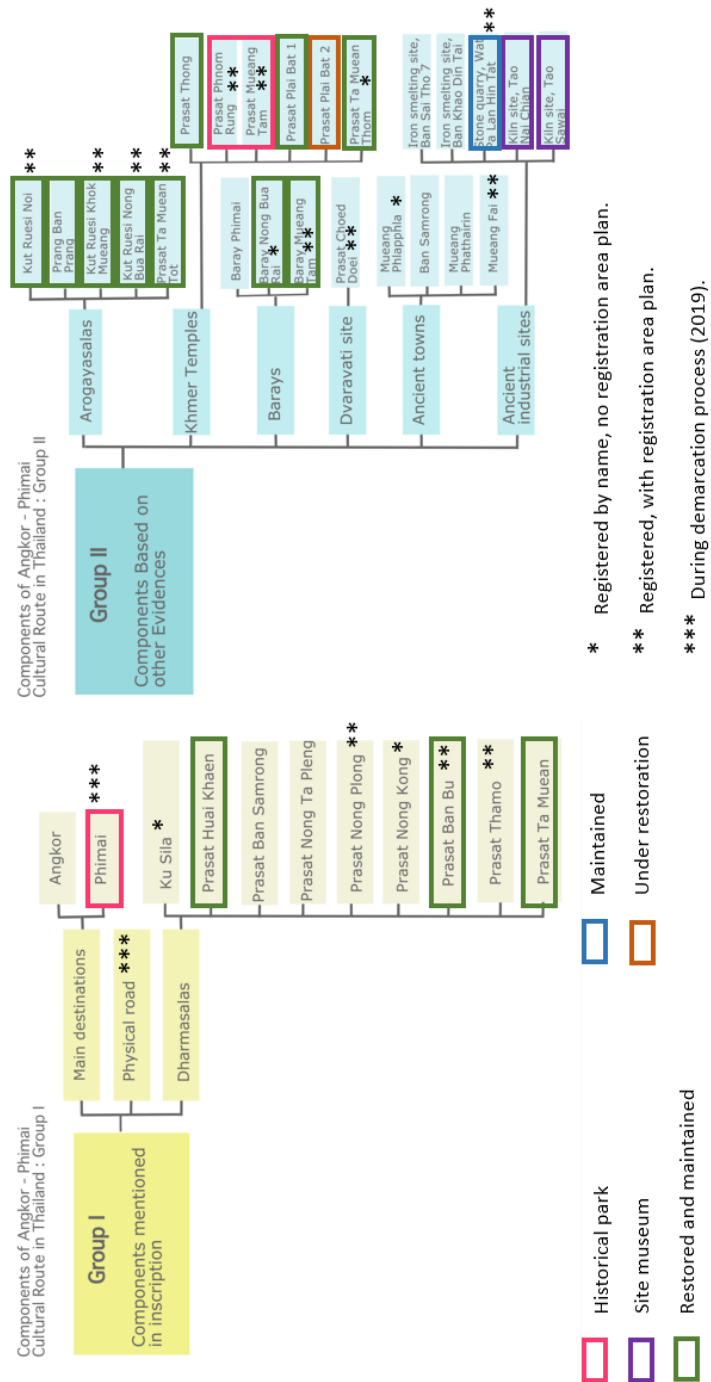 Components of Angkor - Phimai
Cultural Route in Thailand : Group I
Group I
Components mentioned
in inscription
Main destinations
Angkor
Phimai
***
Physical road
***
Dharmasalas
Ku Sila
*
Prasat Huai Khaen
Prasat Ban Samrong
Prasat Nong Ta Pleng
Prasat Nong Plong
**
Prasat Nong Kong
*
Prasat Ban Bu
**
Prasat Thamo
**
Prasat Ta Muean
Components of Angkor - Phimai
Cultural Route in Thailand : Group II
Group II
Components Based on
other Evidences
Arogayasalas
Kut Ruesi Noi
**
Prang Ban
Prang
Kut Ruesi Khok
Mueang
**
Kut Ruesi Nong
Bua Rai
**
Prasat Ta Muean
Tot
**
Khmer Temples
Prasat Thong
Prasat Phnom
Rung
**
Prasat Mueang
Tam
**
Prasat Plai Bat 1
Prasat Plai Bat 2
Prasat Ta Muean
Thom
*
Barays
Baray Phimai
Baray Nong Bua
Rai
*
Baray Mueang
Tam
**
Dvaravati site
Prasat Choed
Doei
**
Ancient towns
Mueang
Phlapphla
*
Ban Samrong
Mueang
Phathairin
Mueang Fai
**
Ancient
industrial sites
Iron smelting site,
Ban Sai Tho 7
Iron smelting site,
Ban Khao Din Tai
Stone quarry, Wat
Pa Lan Hin Tat
**
Kiln site, Tao
Nai Chian
Kiln site, Tao
Sawai
Historical park
Site museum
Restored and maintained
Maintained
Under restoration
* Registered by name, no registration area plan.
** Registered, with registration area plan.
*** During demarcation process (2019).